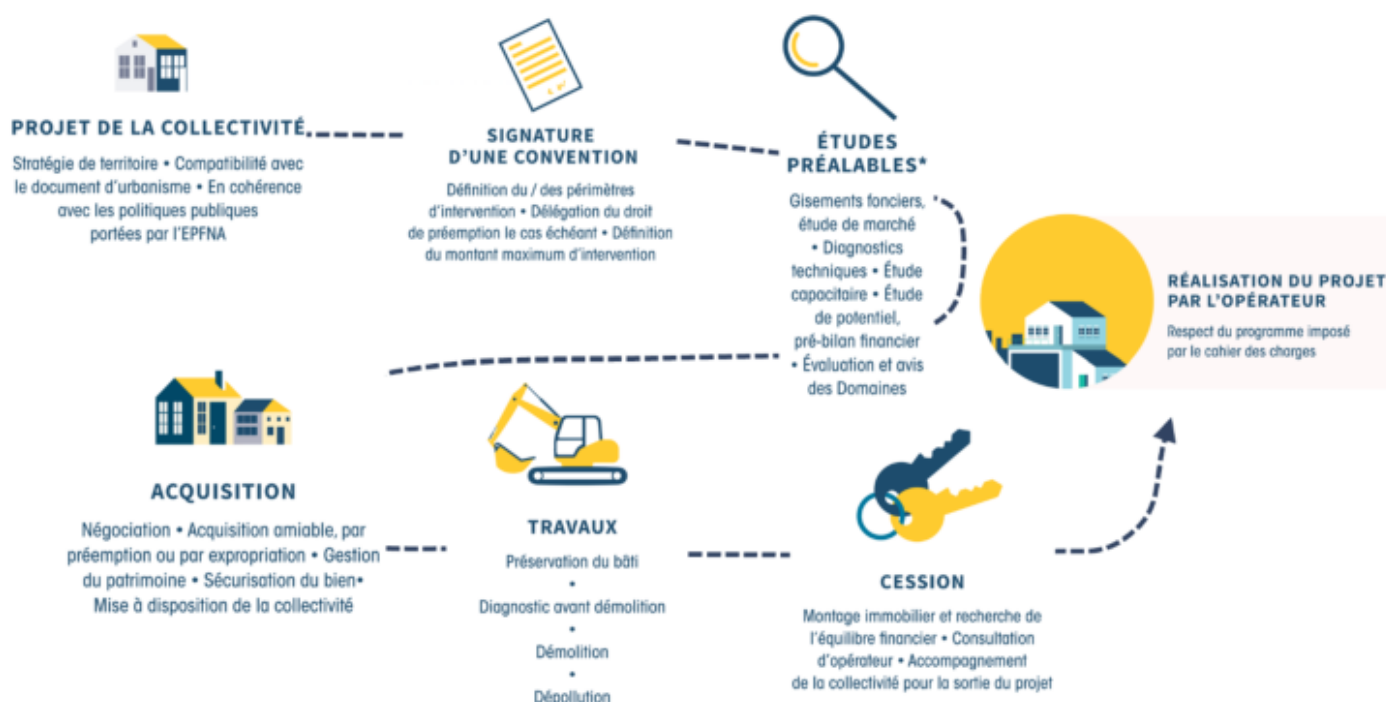 PROJET DE LA COLLECTIVITÉ
Stratégie de territoire • Compatibilité avec
le document d'urbanisme • En cohérence
avec les politiques publiques
portées par l'EPFNA
SIGNATURE
D'UNE CONVENTION
Définition du / des périmètres
d'intervention • Délégation du droit
de préemption le cas échéant • Définition
du montant maximum d'intervention
ÉTUDES
PRÉALABLES*
Gisements fonciers,
étude de marché
• Diagnostics
techniques • Étude
capacitaire • Étude
de potentiel,
pré-bilan financier
• Évaluation et avis
des Domaines
ACQUISITION
Négociation • Acquisition amiable, par
préemption ou par expropriation • Gestion
du patrimoine • Sécurisation du bien•
Mise à disposition de la collectivité
TRAVAUX
Préservation du bâti
•
Diagnostic avant démolition
•
Démolition
•
Dépollution
CESSION
Montage immobilier et recherche de
l'équilibre financier • Consultation
d'opérateur • Accompagnement
de la collectivité pour la sortie du projet
RÉALISATION DU PROJET
PAR L'OPÉRATEUR
Respect du programme imposé
par le cahier des charges